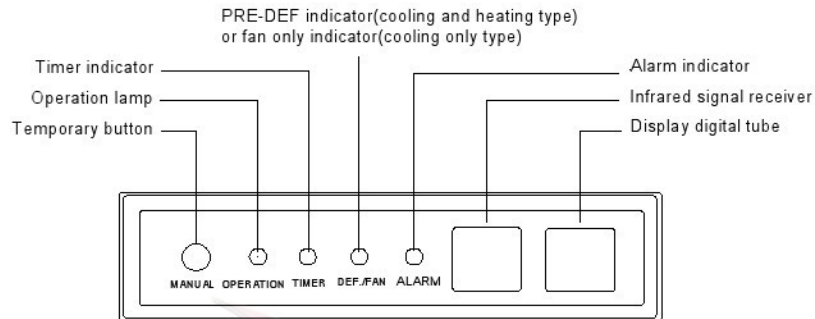 PRE-DEF indicator(cooling and heating type)
or fan only indicator(cooling only type)
Timer indicator
Operation lamp
Temporary button
Alarm indicator
Infrared signal receiver
Display digital tube
MANUAL OPERATION TIMER DEF./FAN ALARM